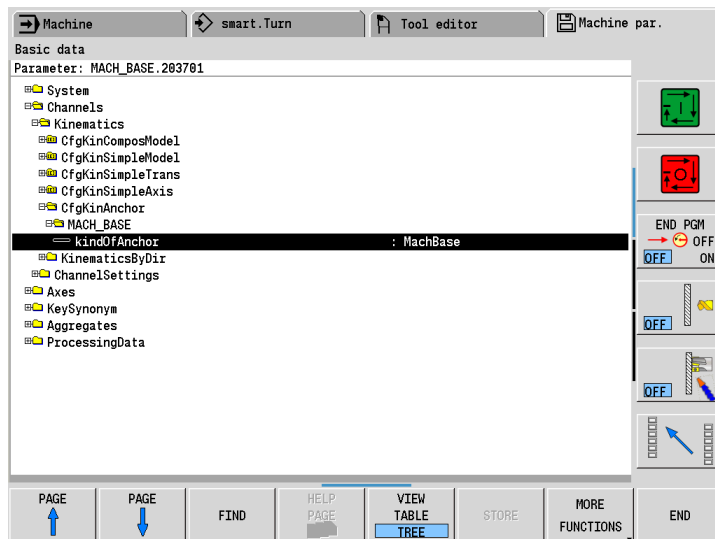 Machine
smart.Turn
Tool editor
Machine par.
Basic data
Parameter: MACH_BASE.203701
System
Channels
Kinematics
CfgKinComposModel
CfgKinSimpleModel
CfgKinSimpleTrans
CfgKinSimpleAxis
CfgKinAnchor
MACH_BASE
kindOfAnchor : MachBase
KinematicsByDir
ChannelSettings
Axes
KeySynonym
Aggregates
ProcessingData
END PGM
OFF
OFF ON
OFF
OFF
PAGE
PAGE
FIND
HELP
PAGE
VIEW
TABLE
TREE
STORE
MORE
FUNCTIONS
END